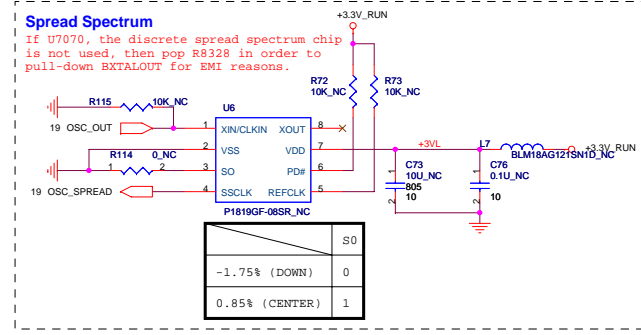 Spread Spectrum
If U7070, the discrete spread spectrum chip
is not used, then pop R8328 in order to
pull-down BXTALOUT for EMI reasons.
+3.3V_RUN
R72
10K_NC
R73
10K_NC
R115
10K_NC
U6
19 OSC_OUT
1
XIN/CLKIN
XOUT
8
2
VSS
VDD
7
+3VL
L7
BLM18AG121SN1D_NC
+3.3V_RUN
R114
0_NC
1
2
3
SO
PD#
6
19 OSC_SPREAD
4
SSCLK
REFCLK
5
P1819GF-08SR_NC
1
C73
10U_NC
805
10
2
1
C76
0.1U_NC
10
2
S0
-1.75% (DOWN) 0
0.85% (CENTER) 1